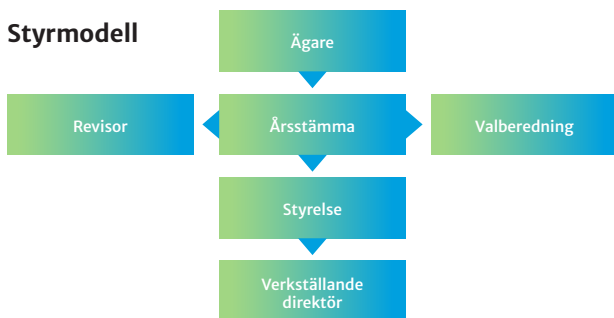 Styrmodell
Ägare
Revisor
Årsstämma
Valberedning
Styrelse
Verkställande
direktör